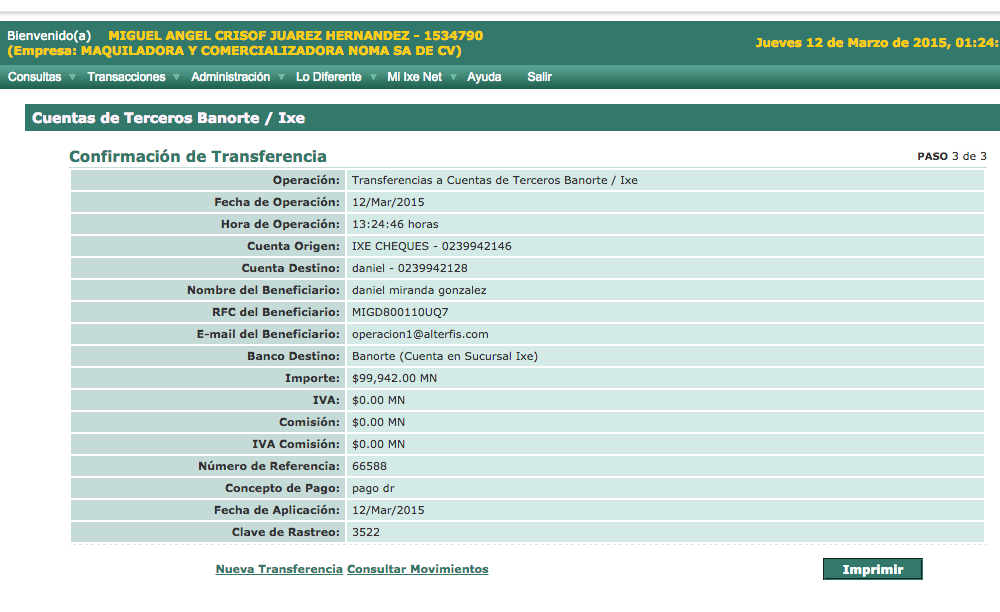 Bienvenido(a) MIGUEL ANGEL CRISOF JUAREZ HERNANDEZ - 1534790
(Empresa: MAQUILADORA Y COMERCIALIZADORA NOMA SA DE CV)
Jueves 12 de Marzo de 2015, 01:24:
Consultas Transacciones Administración Lo Diferente Mi Ixe Net Ayuda Salir
Cuentas de Terceros Banorte / Ixe
Confirmación de Transferencia PASO 3 de 3
Operación: Transferencias a Cuentas de Terceros Banorte / Ixe
Fecha de Operación: 12/Mar/2015
Hora de Operación: 13:24:46 horas
Cuenta Origen: IXE CHEQUES - 0239942146
Cuenta Destino: daniel - 0239942128
Nombre del Beneficiario: daniel miranda gonzalez
RFC del Beneficiario: MIGD800110UQ7
E-mail del Beneficiario: operacion1@alterfis.com
Banco Destino: Banorte (Cuenta en Sucursal Ixe)
Importe: $99,942.00 MN
IVA: $0.00 MN
Comisión: $0.00 MN
IVA Comisión: $0.00 MN
Número de Referencia: 66588
Concepto de Pago: pago dr
Fecha de Aplicación: 12/Mar/2015
Clave de Rastreo: 3522
Nueva Transferencia Consultar Movimientos Imprimir